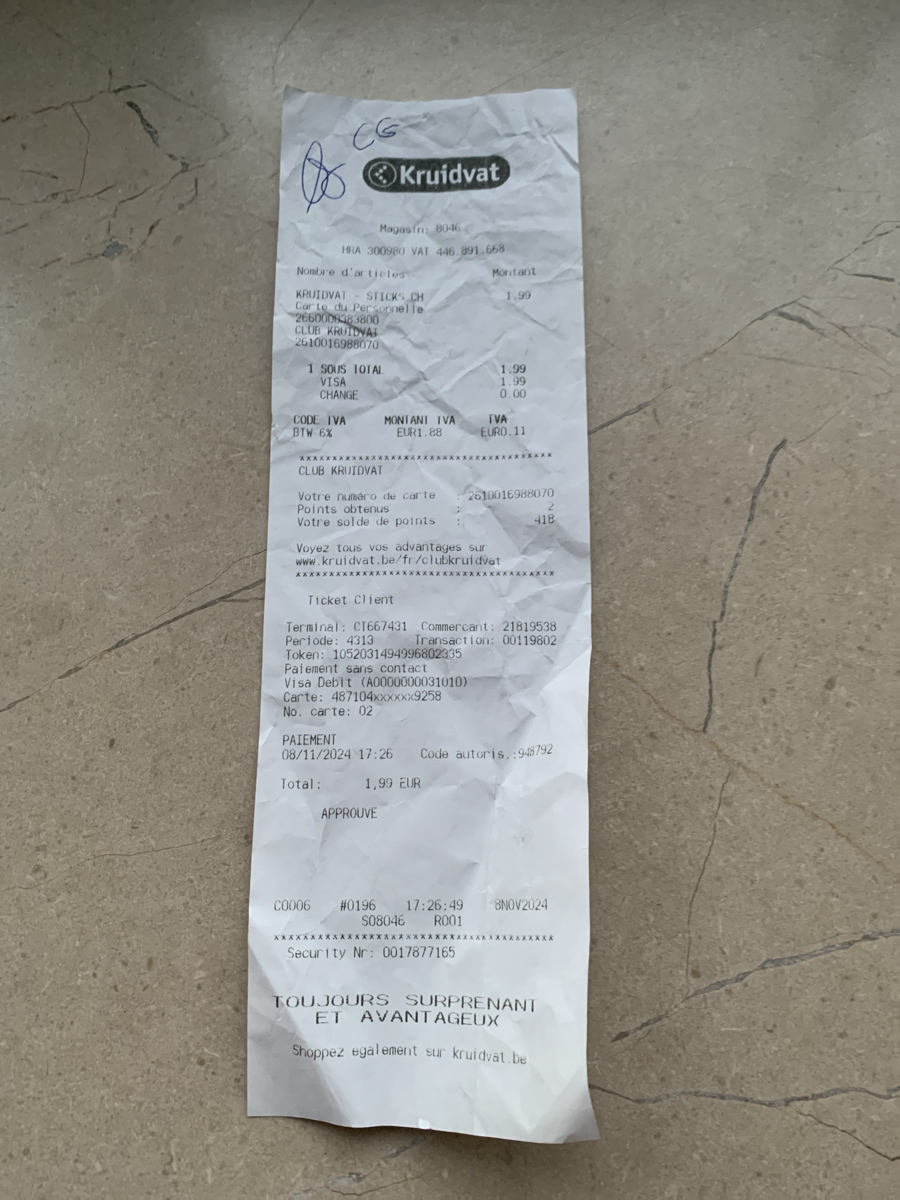 CG
Kruidvat
Magasin: 8046
HRA 300980 VAT 446.891.668
Nombre d'articles Montant
KRUIDVAT - STICKS CH 1.99
Carte du Personnelle
2660000383800
CLUB KRUIDVAT
2610016988070
1 SOUS TOTAL 1.99
VISA 1.99
CHANGE 0.00
CODE TVA MONTANT TVA TVA
BTW 6% EUR1.88 EUR0.11
xxxxxxxxxxxxxxxxxxxxxxxxxxxxxxxxxxxxxxxx
CLUB KRUIDVAT
Votre numéro de carte : 2610016988070
Points obtenus : 2
Votre solde de points : 418
Voyez tous vos advantages sur
www.kruidvat.be/fr/clubkruidvat
xxxxxxxxxxxxxxxxxxxxxxxxxxxxxxxxxxxxxxxx
Ticket Client
Terminal: CT667431 Commercant: 21819538
Periode: 4313 Transaction: 00119802
Token: 1052031494996802335
Paiement sans contact
Visa Debit (A0000000031010)
Carte: 487104xxxxxx9258
No. carte: 02
PAIEMENT
08/11/2024 17:26 Code autoris.:948792
Total: 1,99 EUR
APPROUVE
C0006 #0196 17:26:49 8NOV2024
S08046 R001
xxxxxxxxxxxxxxxxxxxxxxxxxxxxxxxxxxxxxxxx
Security Nr: 0017877165
TOUJOURS SURPRENANT
ET AVANTAGEUX
Shoppez egalement sur kruidvat.be